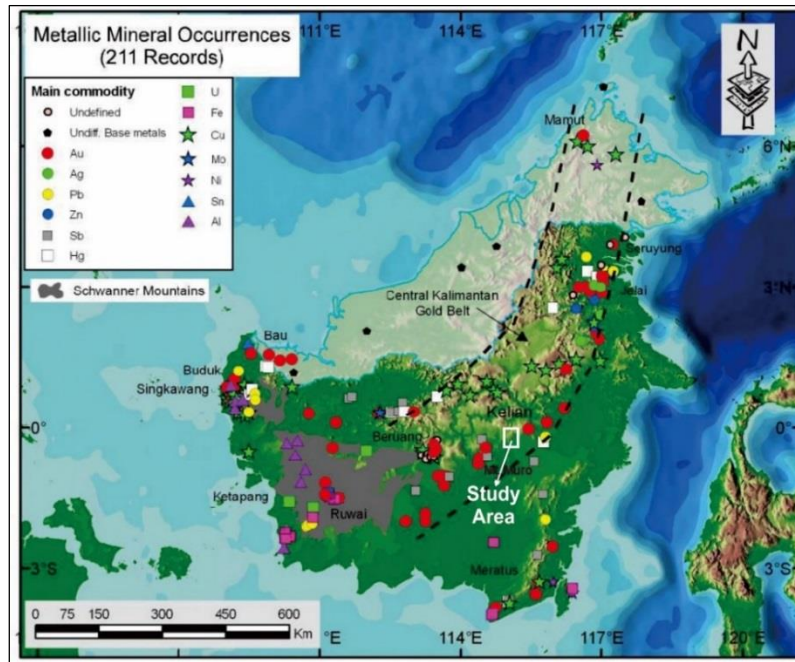 Metallic Mineral Occurrences
(211 Records)
Main commodity
Undefined
Undiff. Base metals
Au
Ag
Pb
Zn
Sb
Hg
U
Fe
Cu
Mo
Ni
Sn
Al
Schwanner Mountains
N
111°E
114°E
117°E
Mamut
6°N
6°N
Seruyung
3°N
Jelai
3°N
Central Kalimantan
Gold Belt
Bau
Buduk
Singkawang
0°
Kelian
0°
Beruang
Mt. Muro
Study
Area
Ketapang
Ruwai
3°S
Meratus
3°S
0 75 150 300 450 600
Km
°E
114°E
117°E
120°E